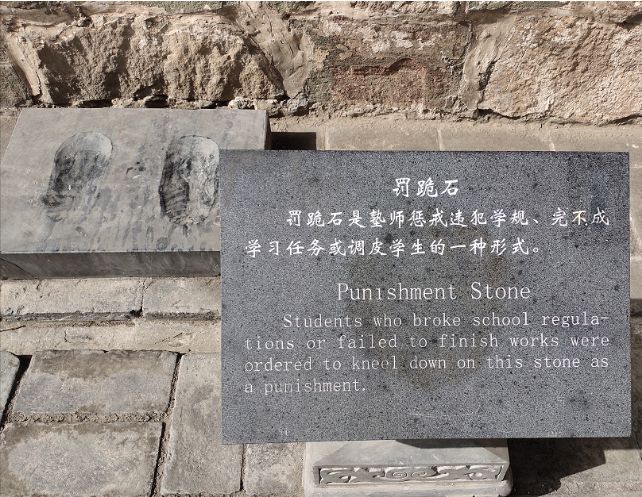 罚跪石
罚跪石是塾师惩戒违犯学规、完不成
学习任务或调皮学生的一种形式。
Punishment Stone
Students who broke school regula-
tions or failed to finish works were
ordered to kneel down on this stone as
a punishment.